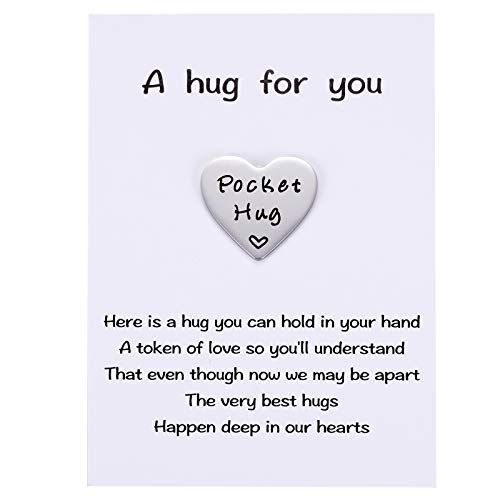 A hug for you
Pocket
Hug
Here is a hug you can hold in your hand
A token of love so you'll understand
That even though now we may be apart
The very best hugs
Happen deep in our hearts